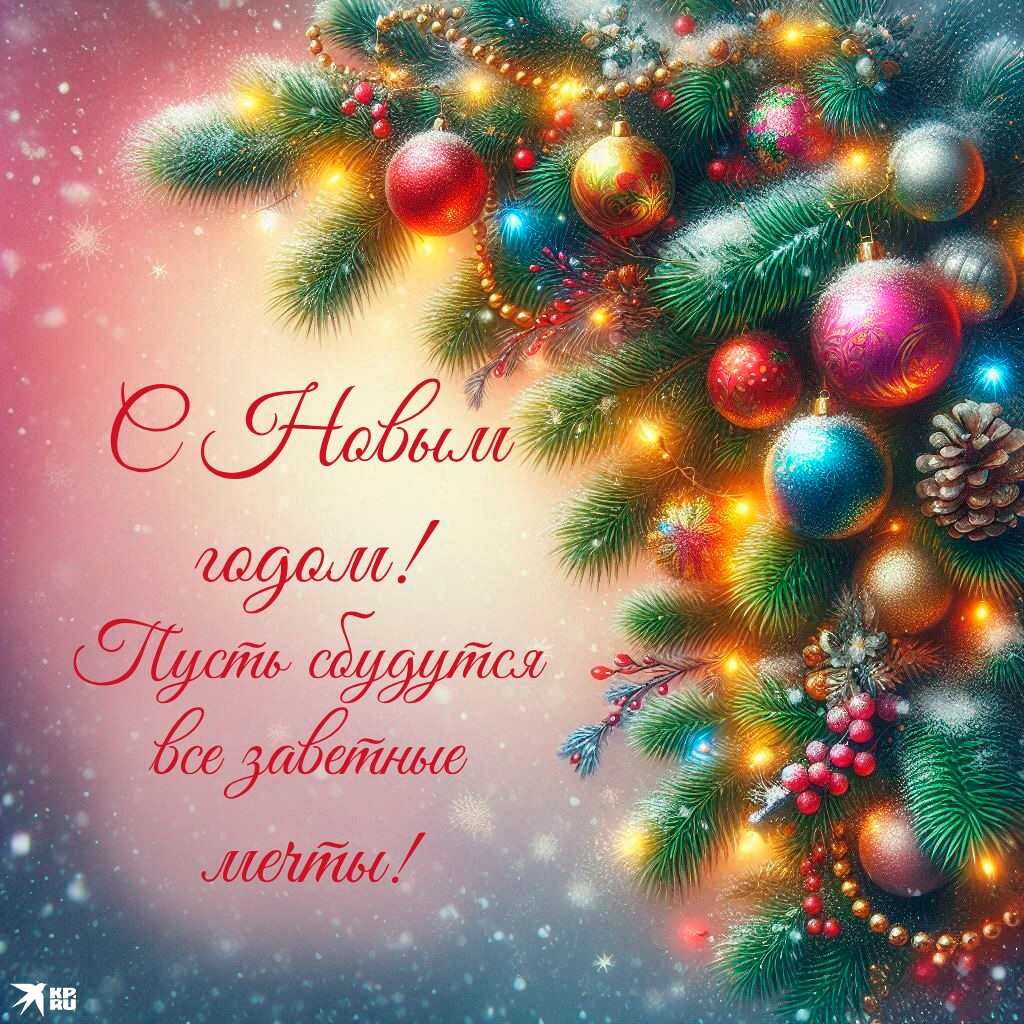 С Новым
годом!
Пусть сбудутся
все заветные
мечты!
KP.
RU